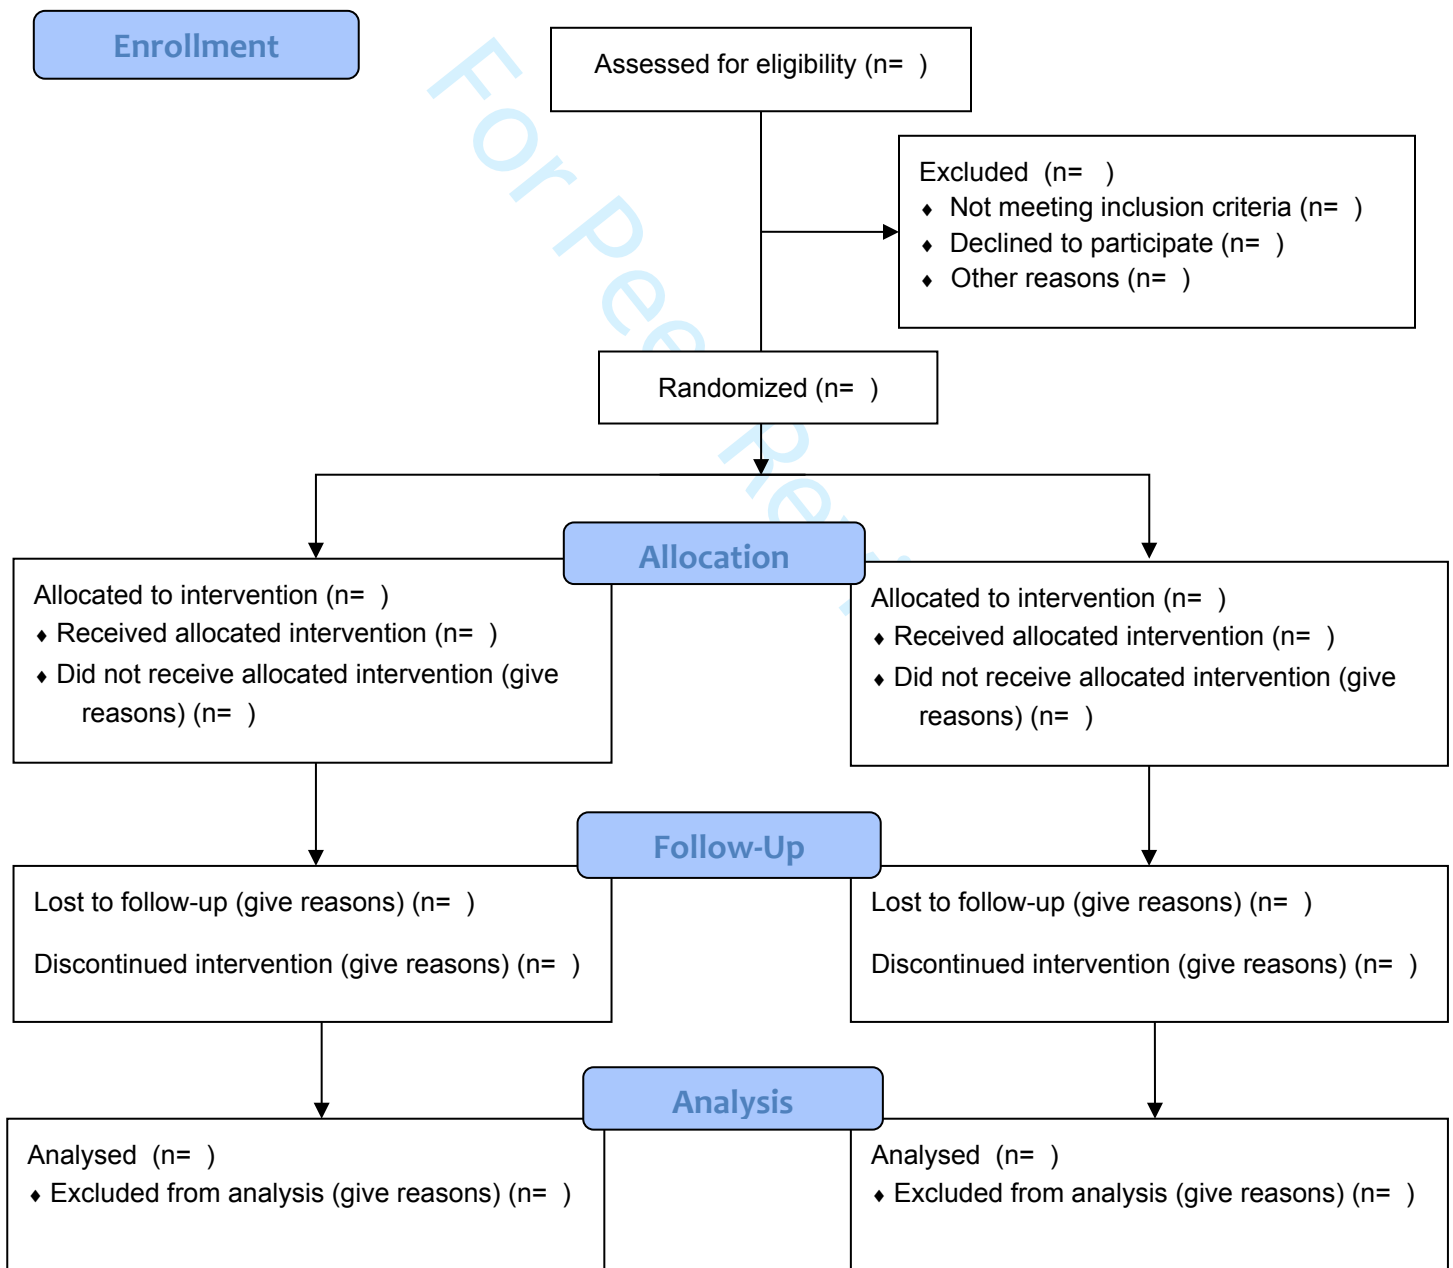 Enrollment
Assessed for eligibility (n=  )
Excluded  (n=   )
♦ Not meeting inclusion criteria (n=  )
♦ Declined to participate (n=  )
♦ Other reasons (n=  )
For Peer Revi
Randomized (n=  )
Allocation
Allocated to intervention (n=  )
♦ Received allocated intervention (n=  )
♦ Did not receive allocated intervention (give
reasons) (n=  )
Allocated to intervention (n=  )
♦ Received allocated intervention (n=  )
♦ Did not receive allocated intervention (give
reasons) (n=  )
Follow-Up
Lost to follow-up (give reasons) (n=  )
Discontinued intervention (give reasons) (n=  )
Lost to follow-up (give reasons) (n=  )
Discontinued intervention (give reasons) (n=  )
Analysis
Analysed  (n=  )
♦ Excluded from analysis (give reasons) (n=  )
Analysed  (n=  )
♦ Excluded from analysis (give reasons) (n=  )